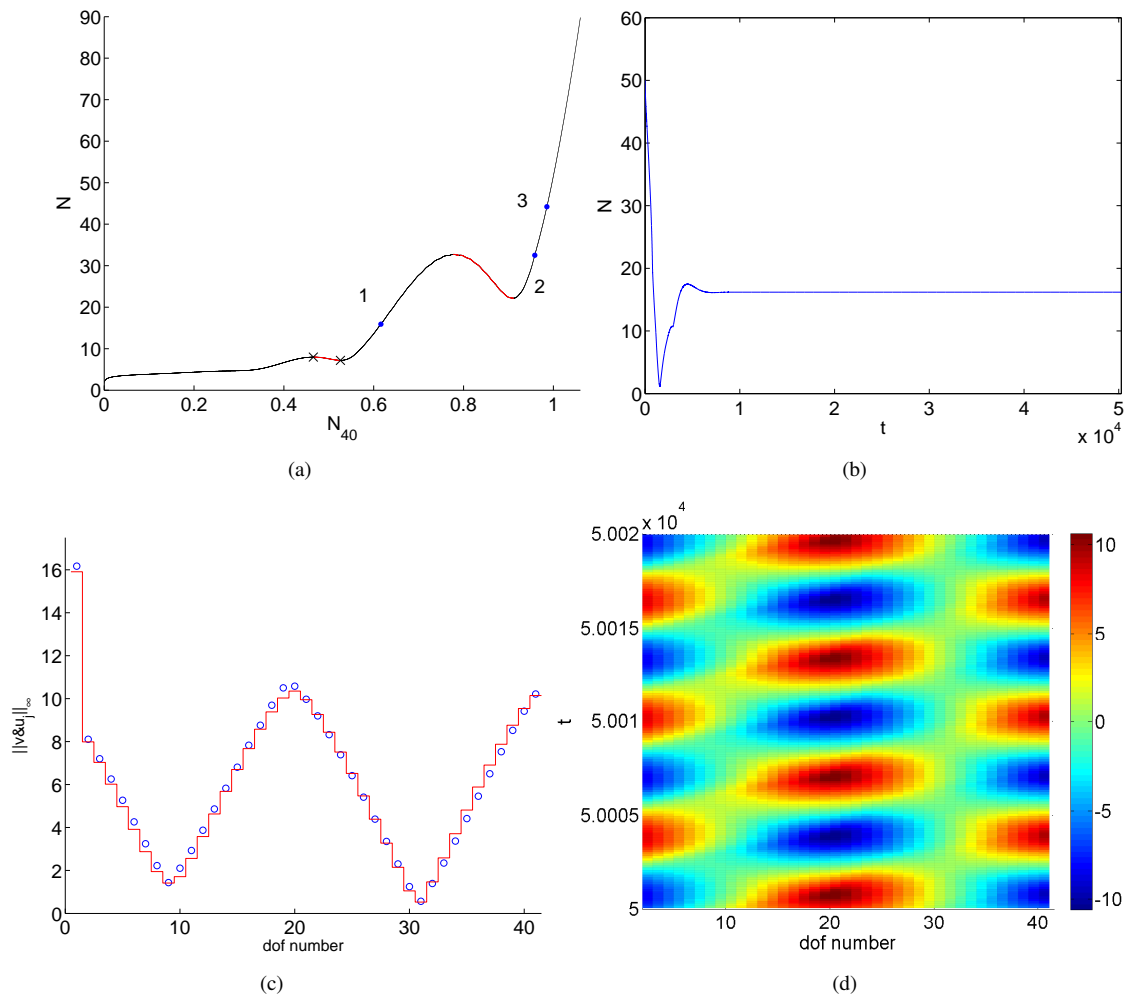 90
80
70
60
50
40
30
20
10
0
N
0 0.2 0.4 0.6 0.8 1
N40
1
2
3
(a)
60
50
40
30
20
10
0
N
0 1 2 3 4 5
t
x 10^4
(b)
16
14
12
10
8
6
4
2
0
||v&u_j||_∞
0 10 20 30 40
dof number
(c)
x 10^4
5.002
5.0015
5.001
5.0005
5
t
10 20 30 40
dof number
10
5
0
-5
-10
(d)